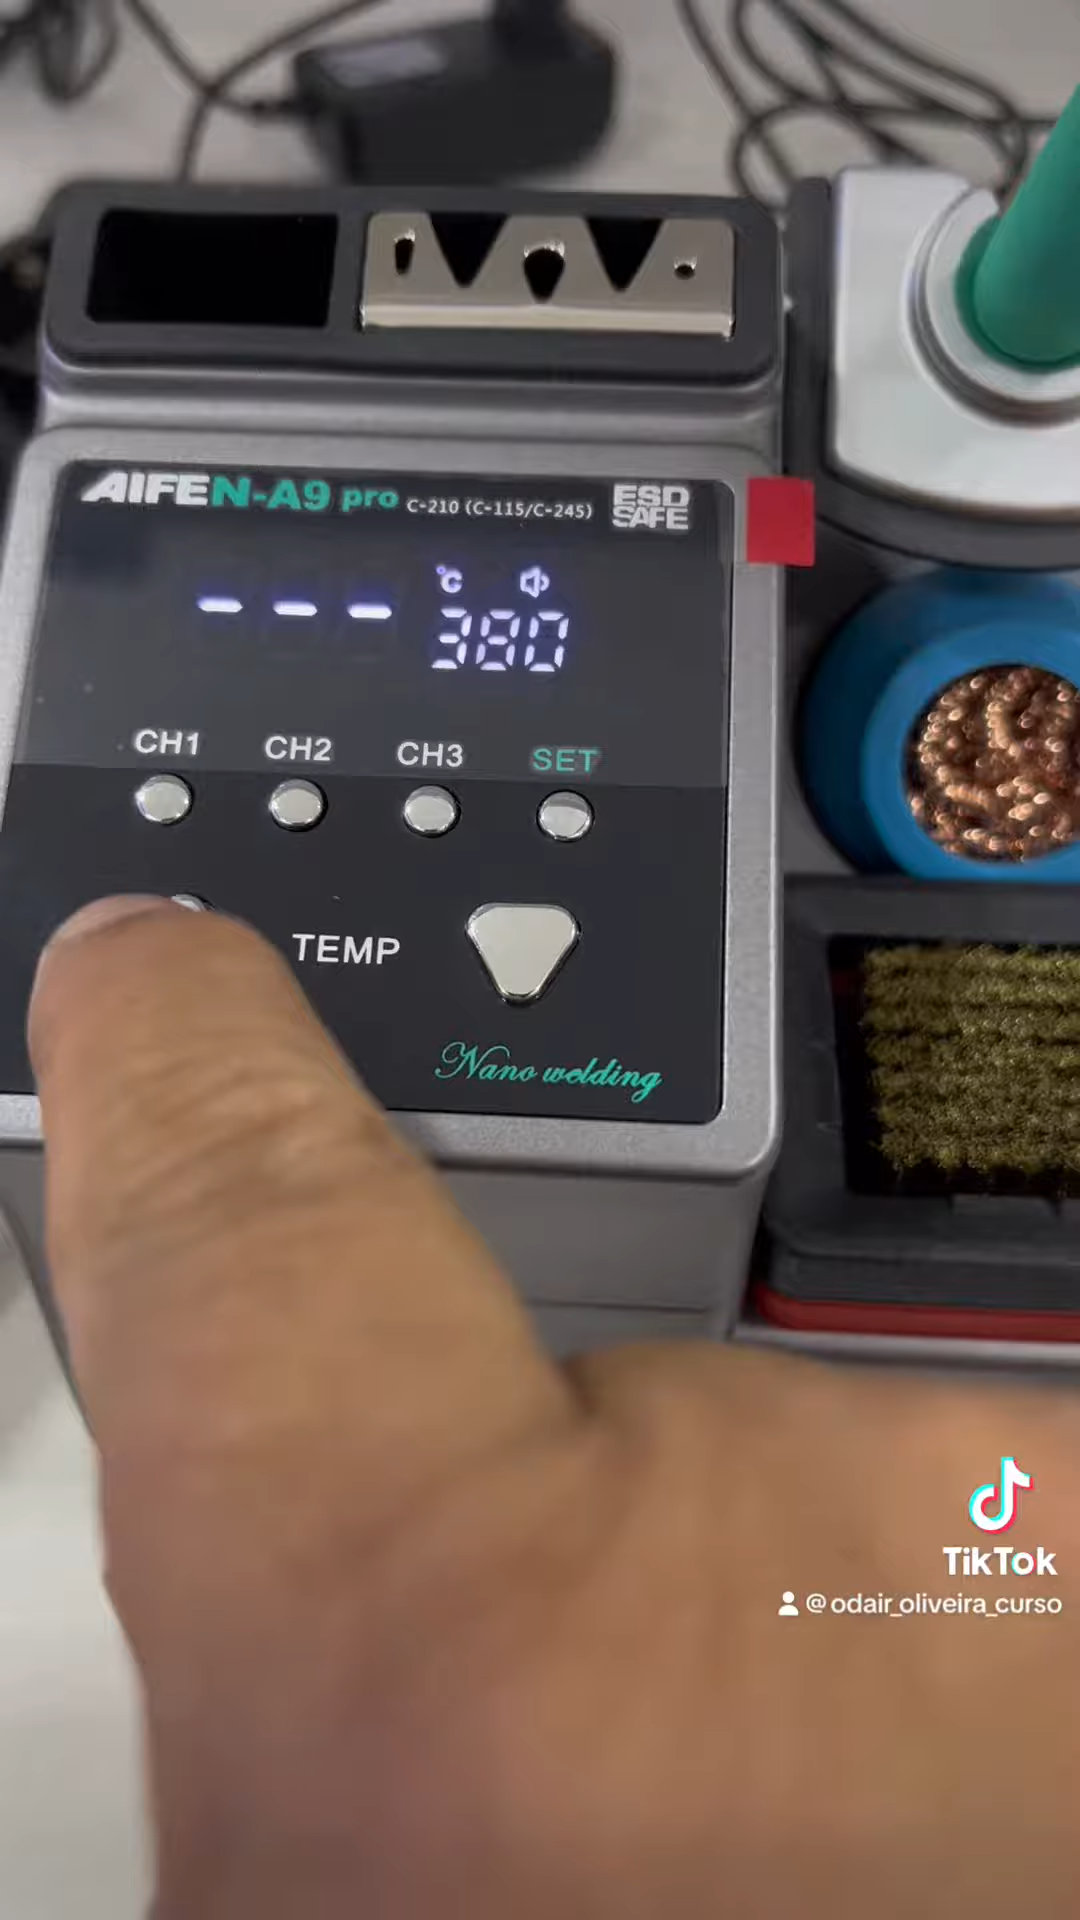 AIFEN-A9 pro C-210 (C-115/C-245) ESD SAFE
°C
--- 380
CH1 CH2 CH3 SET
TEMP
Nano welding
TikTok
@odair_oliveira_curso